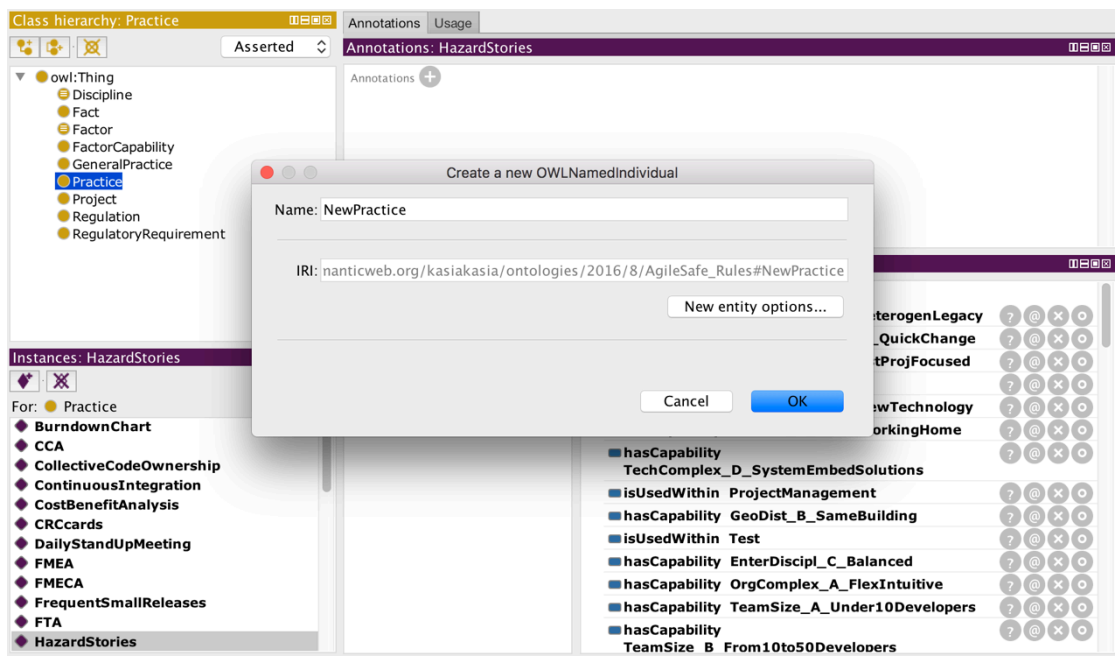 Class hierarchy: Practice
Asserted
owl:Thing
Discipline
Fact
Factor
FactorCapability
GeneralPractice
Practice
Project
Regulation
RegulatoryRequirement
Instances: HazardStories
For: Practice
BurndownChart
CCA
CollectiveCodeOwnership
ContinuousIntegration
CostBenefitAnalysis
CRCcards
DailyStandUpMeeting
FMEA
FMECA
FrequentSmallReleases
FTA
HazardStories
Annotations Usage
Annotations: HazardStories
Annotations
Create a new OWLNamedIndividual
Name: NewPractice
IRI: nanticweb.org/kasiakasia/ontologies/2016/8/AgileSafe_Rules#NewPractice
New entity options...
Cancel OK
terogenLegacy
_QuickChange
tProjFocused
ewTechnology
orkingHome
hasCapability
TechComplex_D_SystemEmbedSolutions
isUsedWithin ProjectManagement
hasCapability GeoDist_B_SameBuilding
isUsedWithin Test
hasCapability EnterDiscipl_C_Balanced
hasCapability OrgComplex_A_FlexIntuitive
hasCapability TeamSize_A_Under10Developers
hasCapability
TeamSize_B_From10to50Developers